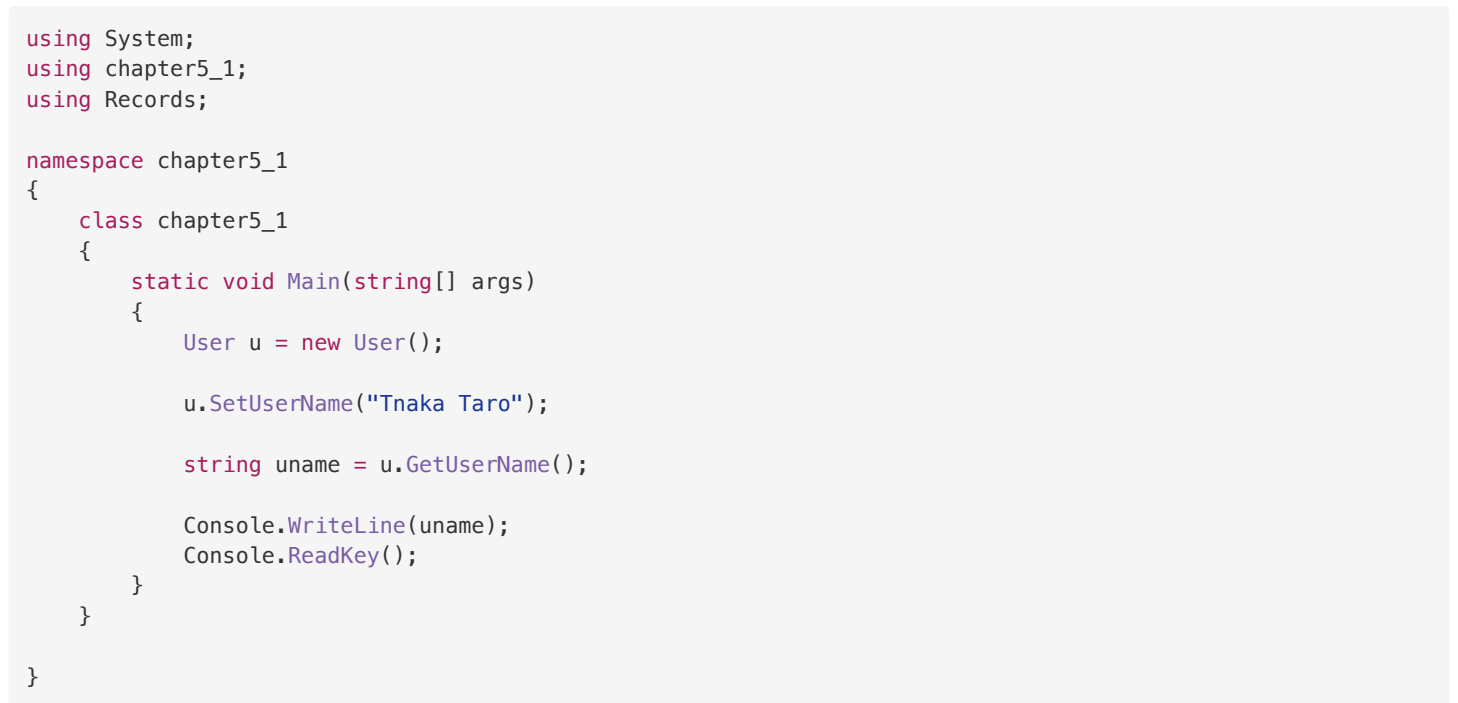 using System;
using chapter5_1;
using Records;

namespace chapter5_1
{
    class chapter5_1
    {
        static void Main(string[] args)
        {
            User u = new User();

            u.SetUserName("Tnaka Taro");

            string uname = u.GetUserName();

            Console.WriteLine(uname);
            Console.ReadKey();
        }
    }

}